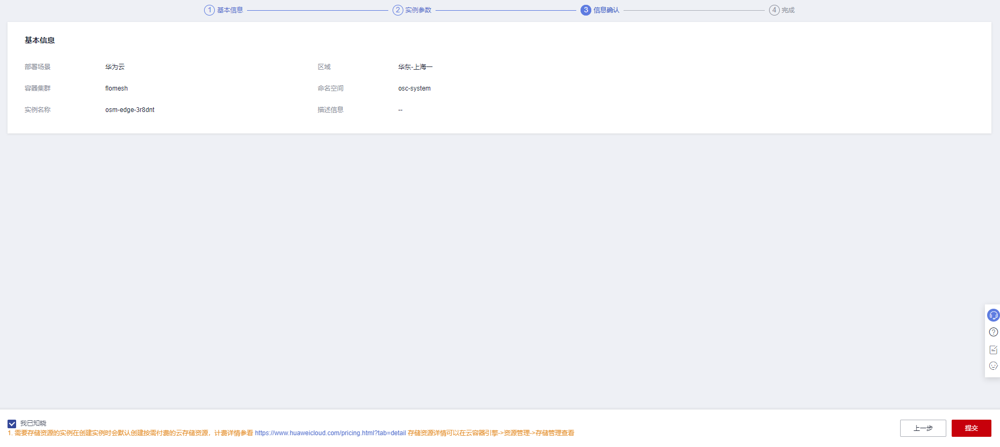 1 基本信息 2 实例参数 3 信息确认 4 完成
基本信息
部署场景 华为云 区域 华东-上海一
容器集群 flomesh 命名空间 osc-system
实例名称 osm-edge-3r8dnt 描述信息 --
我已知晓
1. 需要存储资源的实例在创建实例时会默认创建按需付费的云存储资源，计费详情参看 https://www.huaweicloud.com/pricing.html?tab=detail 存储资源详情可以在云容器引擎->资源管理->存储管理查看
上一步 提交